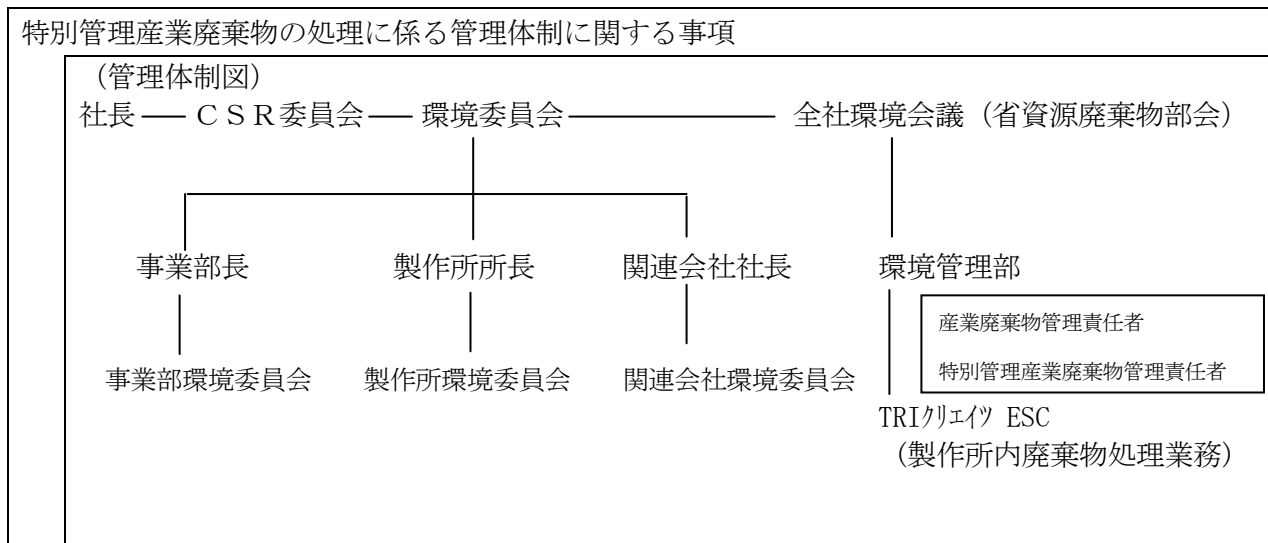 特別管理産業廃棄物の処理に係る管理体制に関する事項
（管理体制図）
社長 ＣＳＲ委員会 環境委員会 全社環境会議（省資源廃棄物部会）
事業部長 製作所所長 関連会社社長 環境管理部
産業廃棄物管理責任者
特別管理産業廃棄物管理責任者
事業部環境委員会 製作所環境委員会 関連会社環境委員会
TRIｸﾘｴｲﾂ ESC
（製作所内廃棄物処理業務）